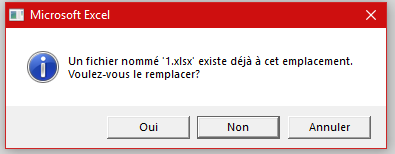 Microsoft Excel
Un fichier nommé '1.xlsx' existe déjà à cet emplacement.
Voulez-vous le remplacer?
Oui
Non
Annuler